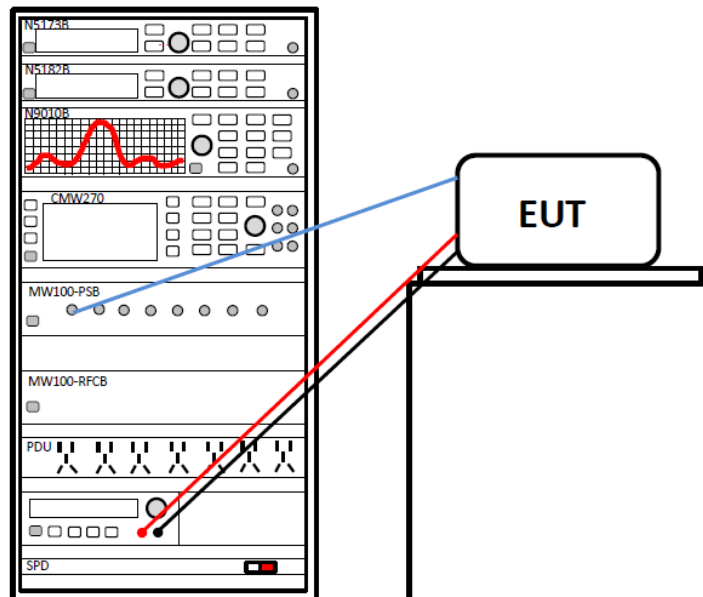 N5173B
N5182B
N9010B
CMW270
EUT
MW100-PSB
MW100-RFCB
PDU
SPD